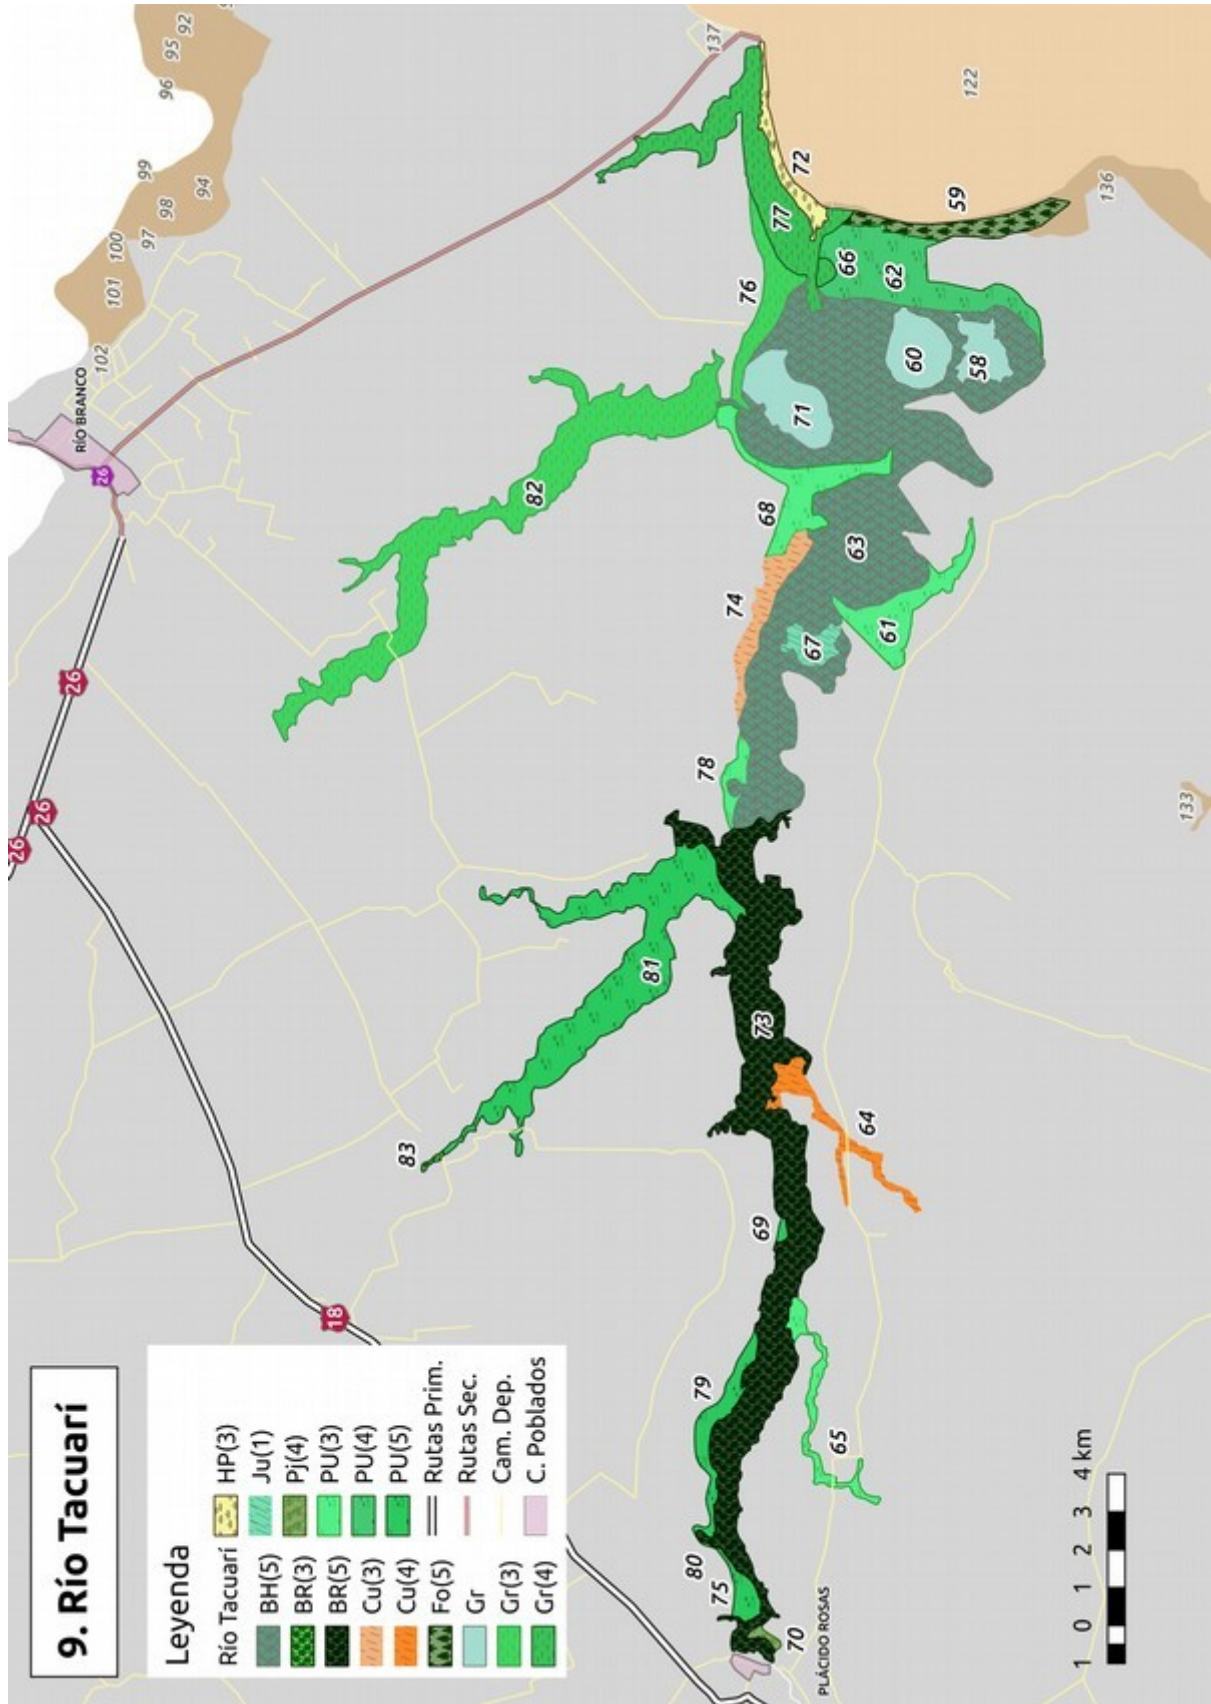 9. Río Tacuarí
Leyenda
Río Tacuarí
BH(5)
BR(3)
BR(5)
Cu(3)
Cu(4)
Fo(5)
Gr
Gr(3)
Gr(4)
HP(3)
Ju(1)
Pj(4)
PU(3)
PU(4)
PU(5)
Rutas Prim.
Rutas Sec.
Cam. Dep.
C. Poblados
1 0 1 2 3 4 km
PLÁCIDO ROSAS
RÍO BRANCO
18
26
26
26
26
70
75
80
79
65
69
64
83
73
81
78
133
74
67
61
63
68
82
71
58
60
76
62
66
77
72
59
136
122
137
102
101
100
97
98
99
94
96
95
92